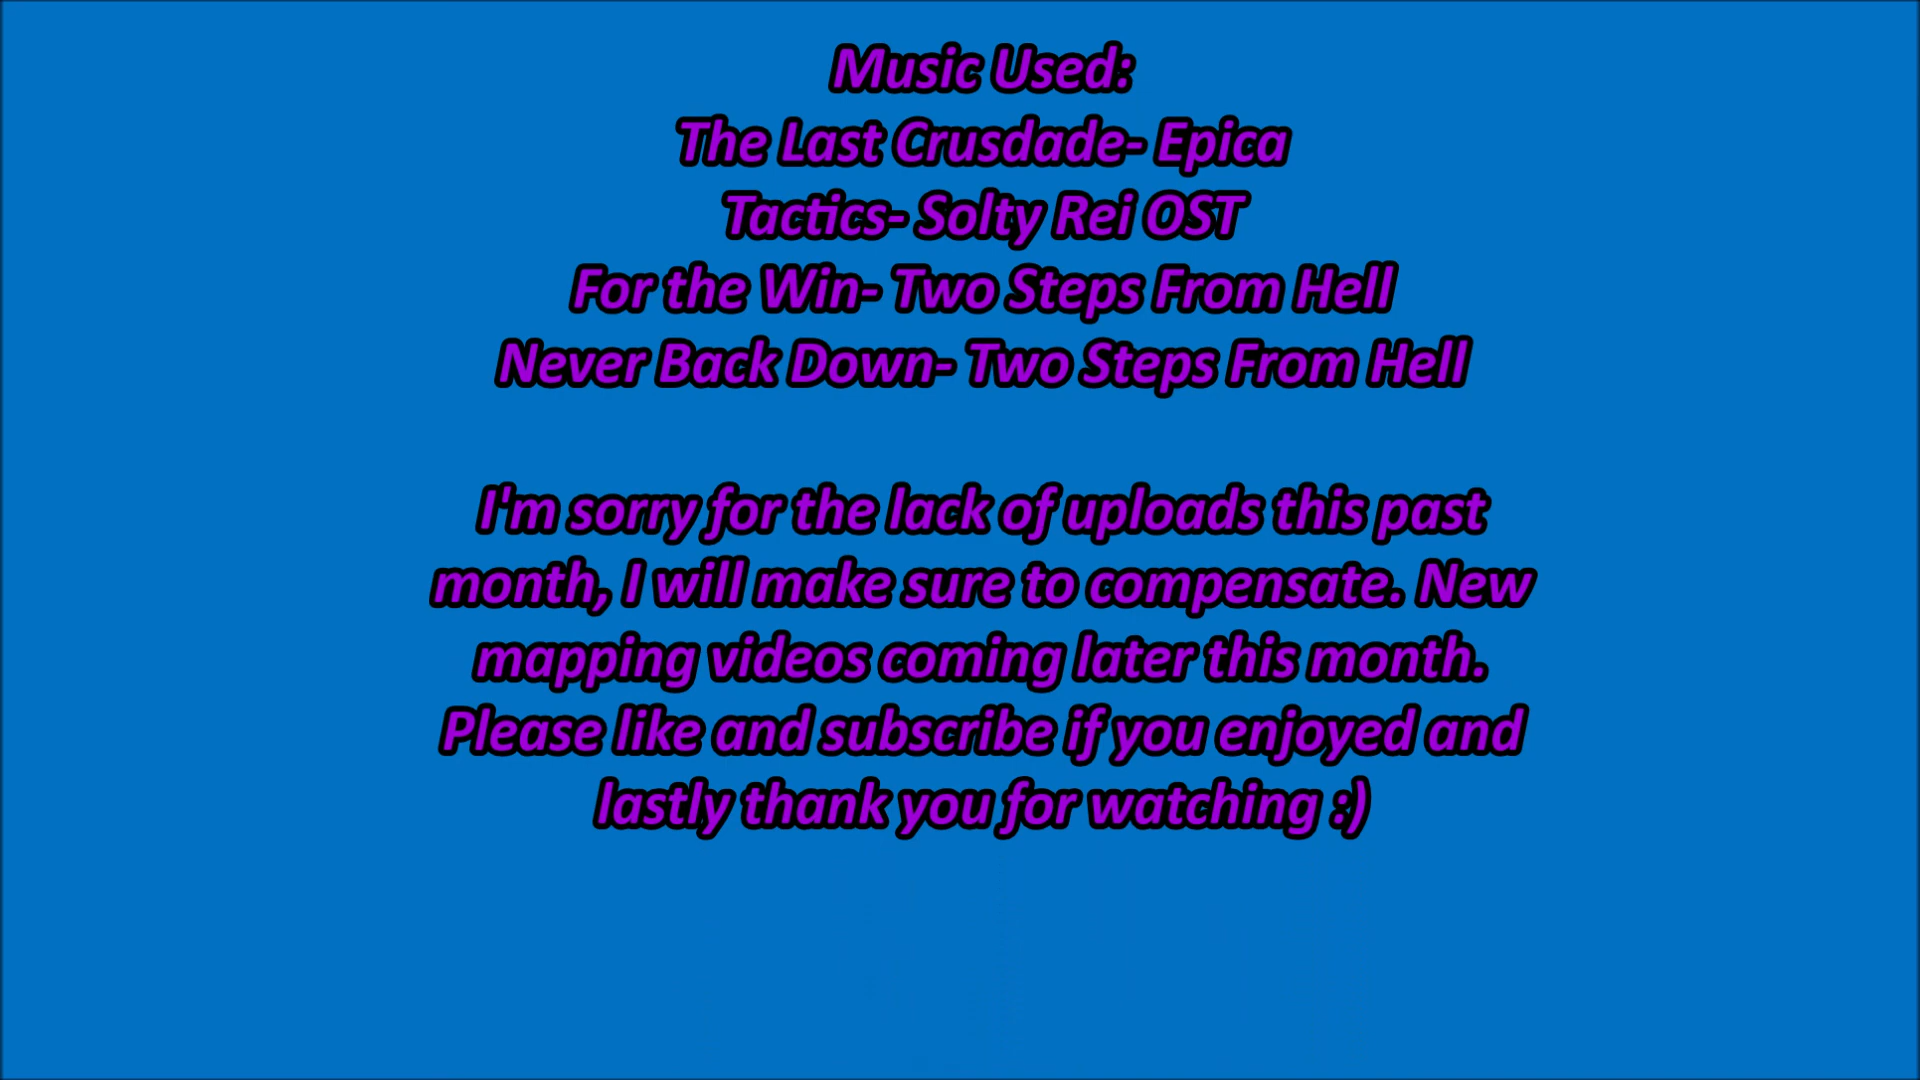 Music Used:
The Last Crusdade- Epica
Tactics- Solty Rei OST
For the Win- Two Steps From Hell
Never Back Down- Two Steps From Hell
I'm sorry for the lack of uploads this past
month, I will make sure to compensate. New
mapping videos coming later this month.
Please like and subscribe if you enjoyed and
lastly thank you for watching :)